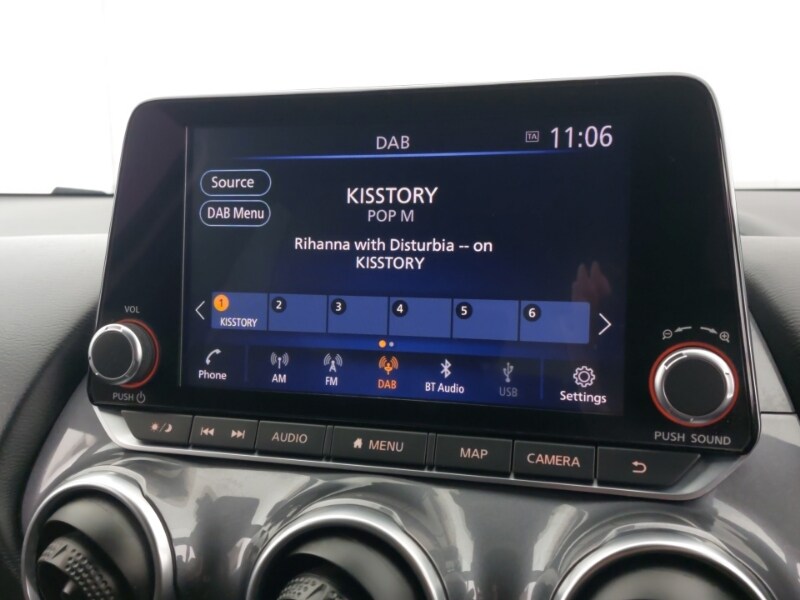 DAB
TA 11:06
Source
DAB Menu
KISSTORY
POP M
Rihanna with Disturbia -- on
KISSTORY
1 2 3 4 5 6
KISSTORY
Phone AM FM DAB BT Audio USB Settings
VOL
PUSH
PUSH SOUND
AUDIO MENU MAP CAMERA